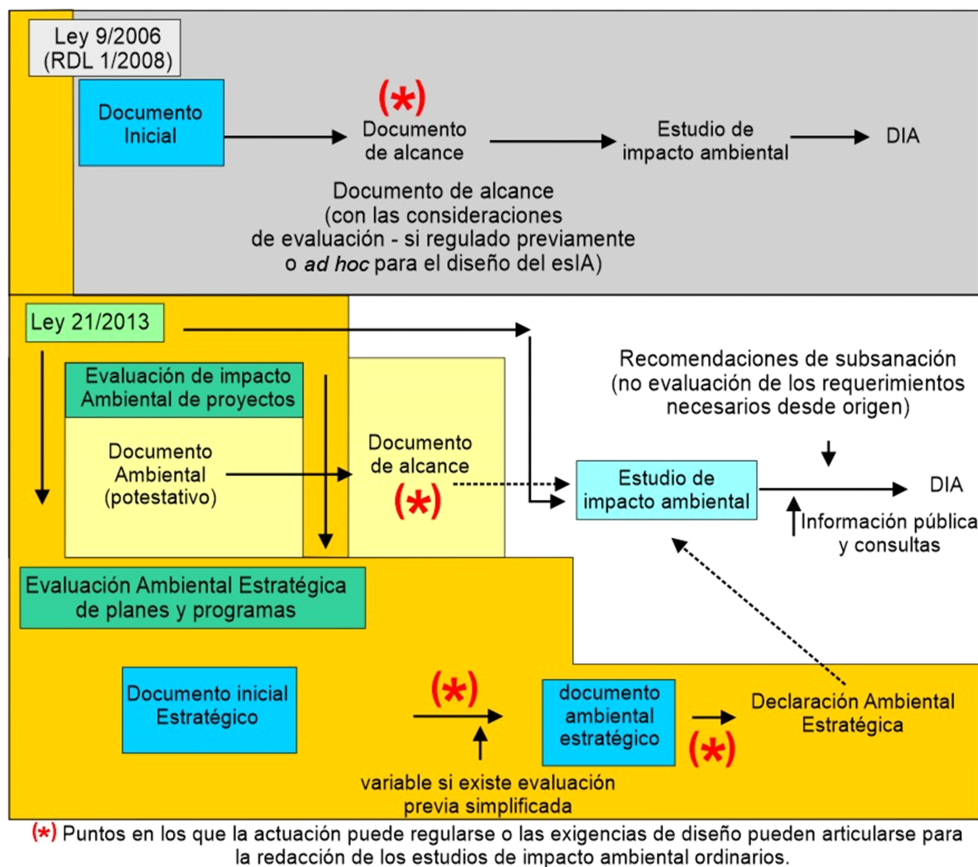 Ley 9/2006
(RDL 1/2008)
Documento
Inicial
(*)
Documento
de alcance
Estudio de
impacto ambiental
DIA
Documento de alcance
(con las consideraciones
de evaluación - si regulado previamente
o ad hoc para el diseño del esIA)
Ley 21/2013
Evaluación de impacto
Ambiental de proyectos
Documento
Ambiental
(potestativo)
Documento
de alcance
(*)
Recomendaciones de subsanación
(no evaluación de los requerimientos
necesarios desde origen)
Estudio de
impacto ambiental
DIA
Información pública
y consultas
Evaluación Ambiental Estratégica
de planes y programas
Documento inicial
Estratégico
(*)
variable si existe evaluación
previa simplificada
documento
ambiental
estratégico
(*)
Declaración Ambiental
Estratégica
(*) Puntos en los que la actuación puede regularse o las exigencias de diseño pueden articularse para
la redacción de los estudios de impacto ambiental ordinarios.